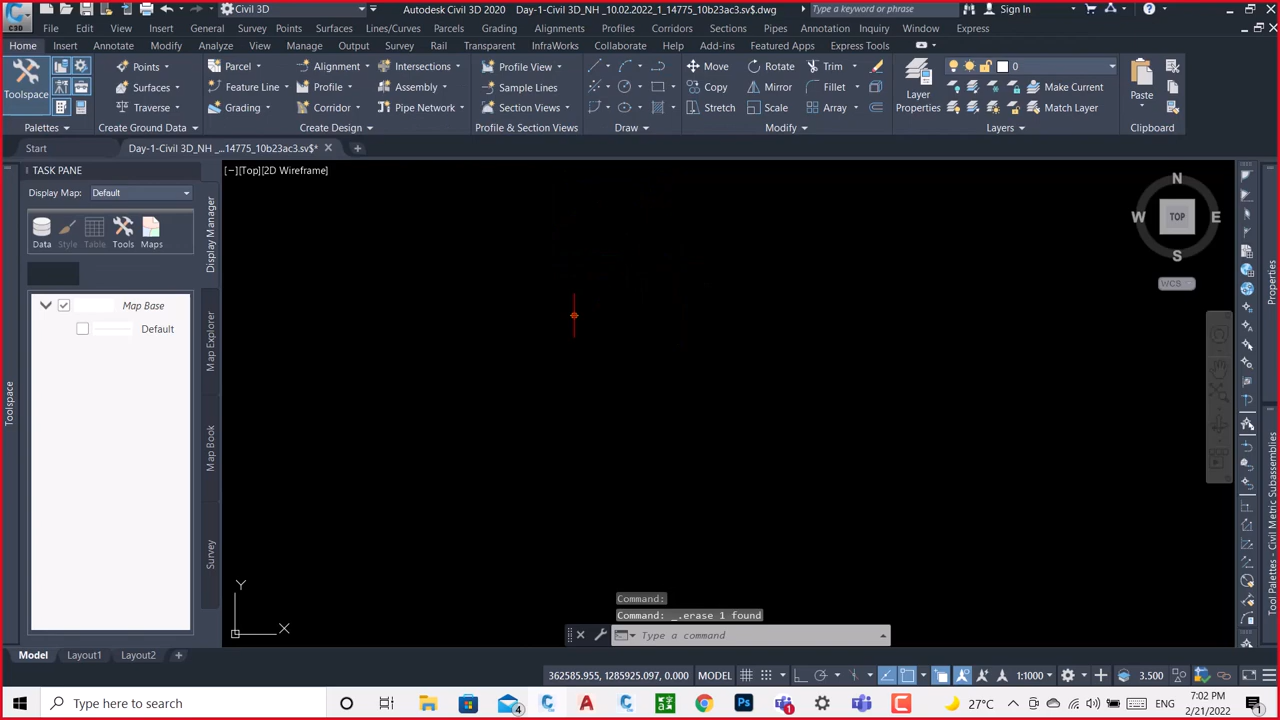 C3D
Civil 3D
Autodesk Civil 3D 2020 Day-1-Civil 3D_NH _10.02.2022_1_14775_10b23ac3.sv$.dwg
Type a keyword or phrase
Sign In
File Edit View Insert General Survey Points Surfaces Lines/Curves Parcels Grading Alignments Profiles Corridors Sections Pipes Annotation Inquiry Window Express
Home Insert Annotate Modify Analyze View Manage Output Survey Rail Transparent InfraWorks Collaborate Help Add-ins Featured Apps Express Tools
Toolspace
Points
Surfaces
Traverse
Parcel
Feature Line
Grading
Alignment
Profile
Corridor
Intersections
Assembly
Pipe Network
Profile View
Sample Lines
Section Views
Move
Copy
Stretch
Rotate
Mirror
Scale
Trim
Fillet
Array
Layer
Properties
0
Make Current
Match Layer
Paste
Palettes
Create Ground Data
Create Design
Profile & Section Views
Draw
Modify
Layers
Clipboard
Start
Day-1-Civil 3D_NH _...14775_10b23ac3.sv$*
TASK PANE
Display Map: Default
Data Style Table Tools Maps
Map Base
Default
Display Manager
Map Explorer
Map Book
Survey
Toolspace
[−][Top][2D Wireframe]
N
W TOP E
S
WCS
Properties
Tool Palettes - Civil Metric Subassemblies
Y
X
Command:
Command: _.erase 1 found
Type a command
Model Layout1 Layout2
362585.955, 1285925.097, 0.000 MODEL
1:1000
3.500
Type here to search
4
1
27°C
7:02 PM
2/21/2022
1